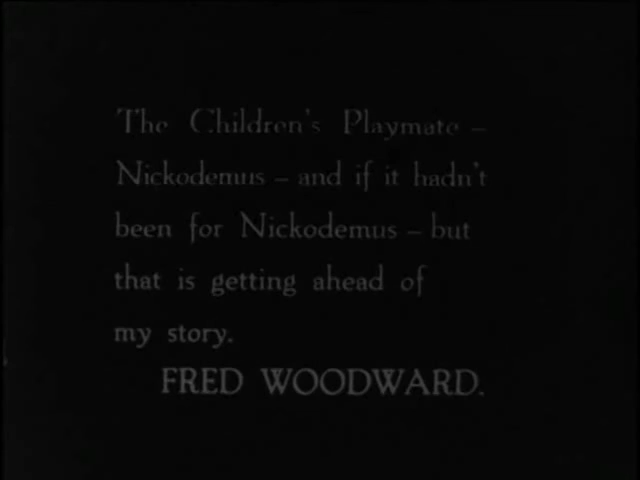 The Children's Playmate –
Nickodemus – and if it hadn't
been for Nickodemus – but
that is getting ahead of
my story.
FRED WOODWARD.